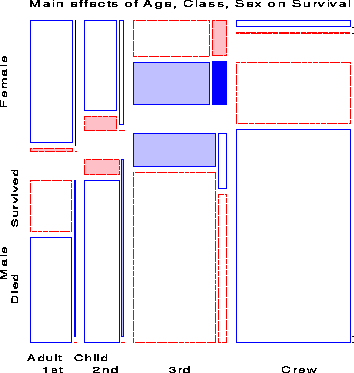 Main effects of Age, Class, Sex on Survival
Female
Survived
Male
Died
Adult Child
1st 2nd 3rd Crew